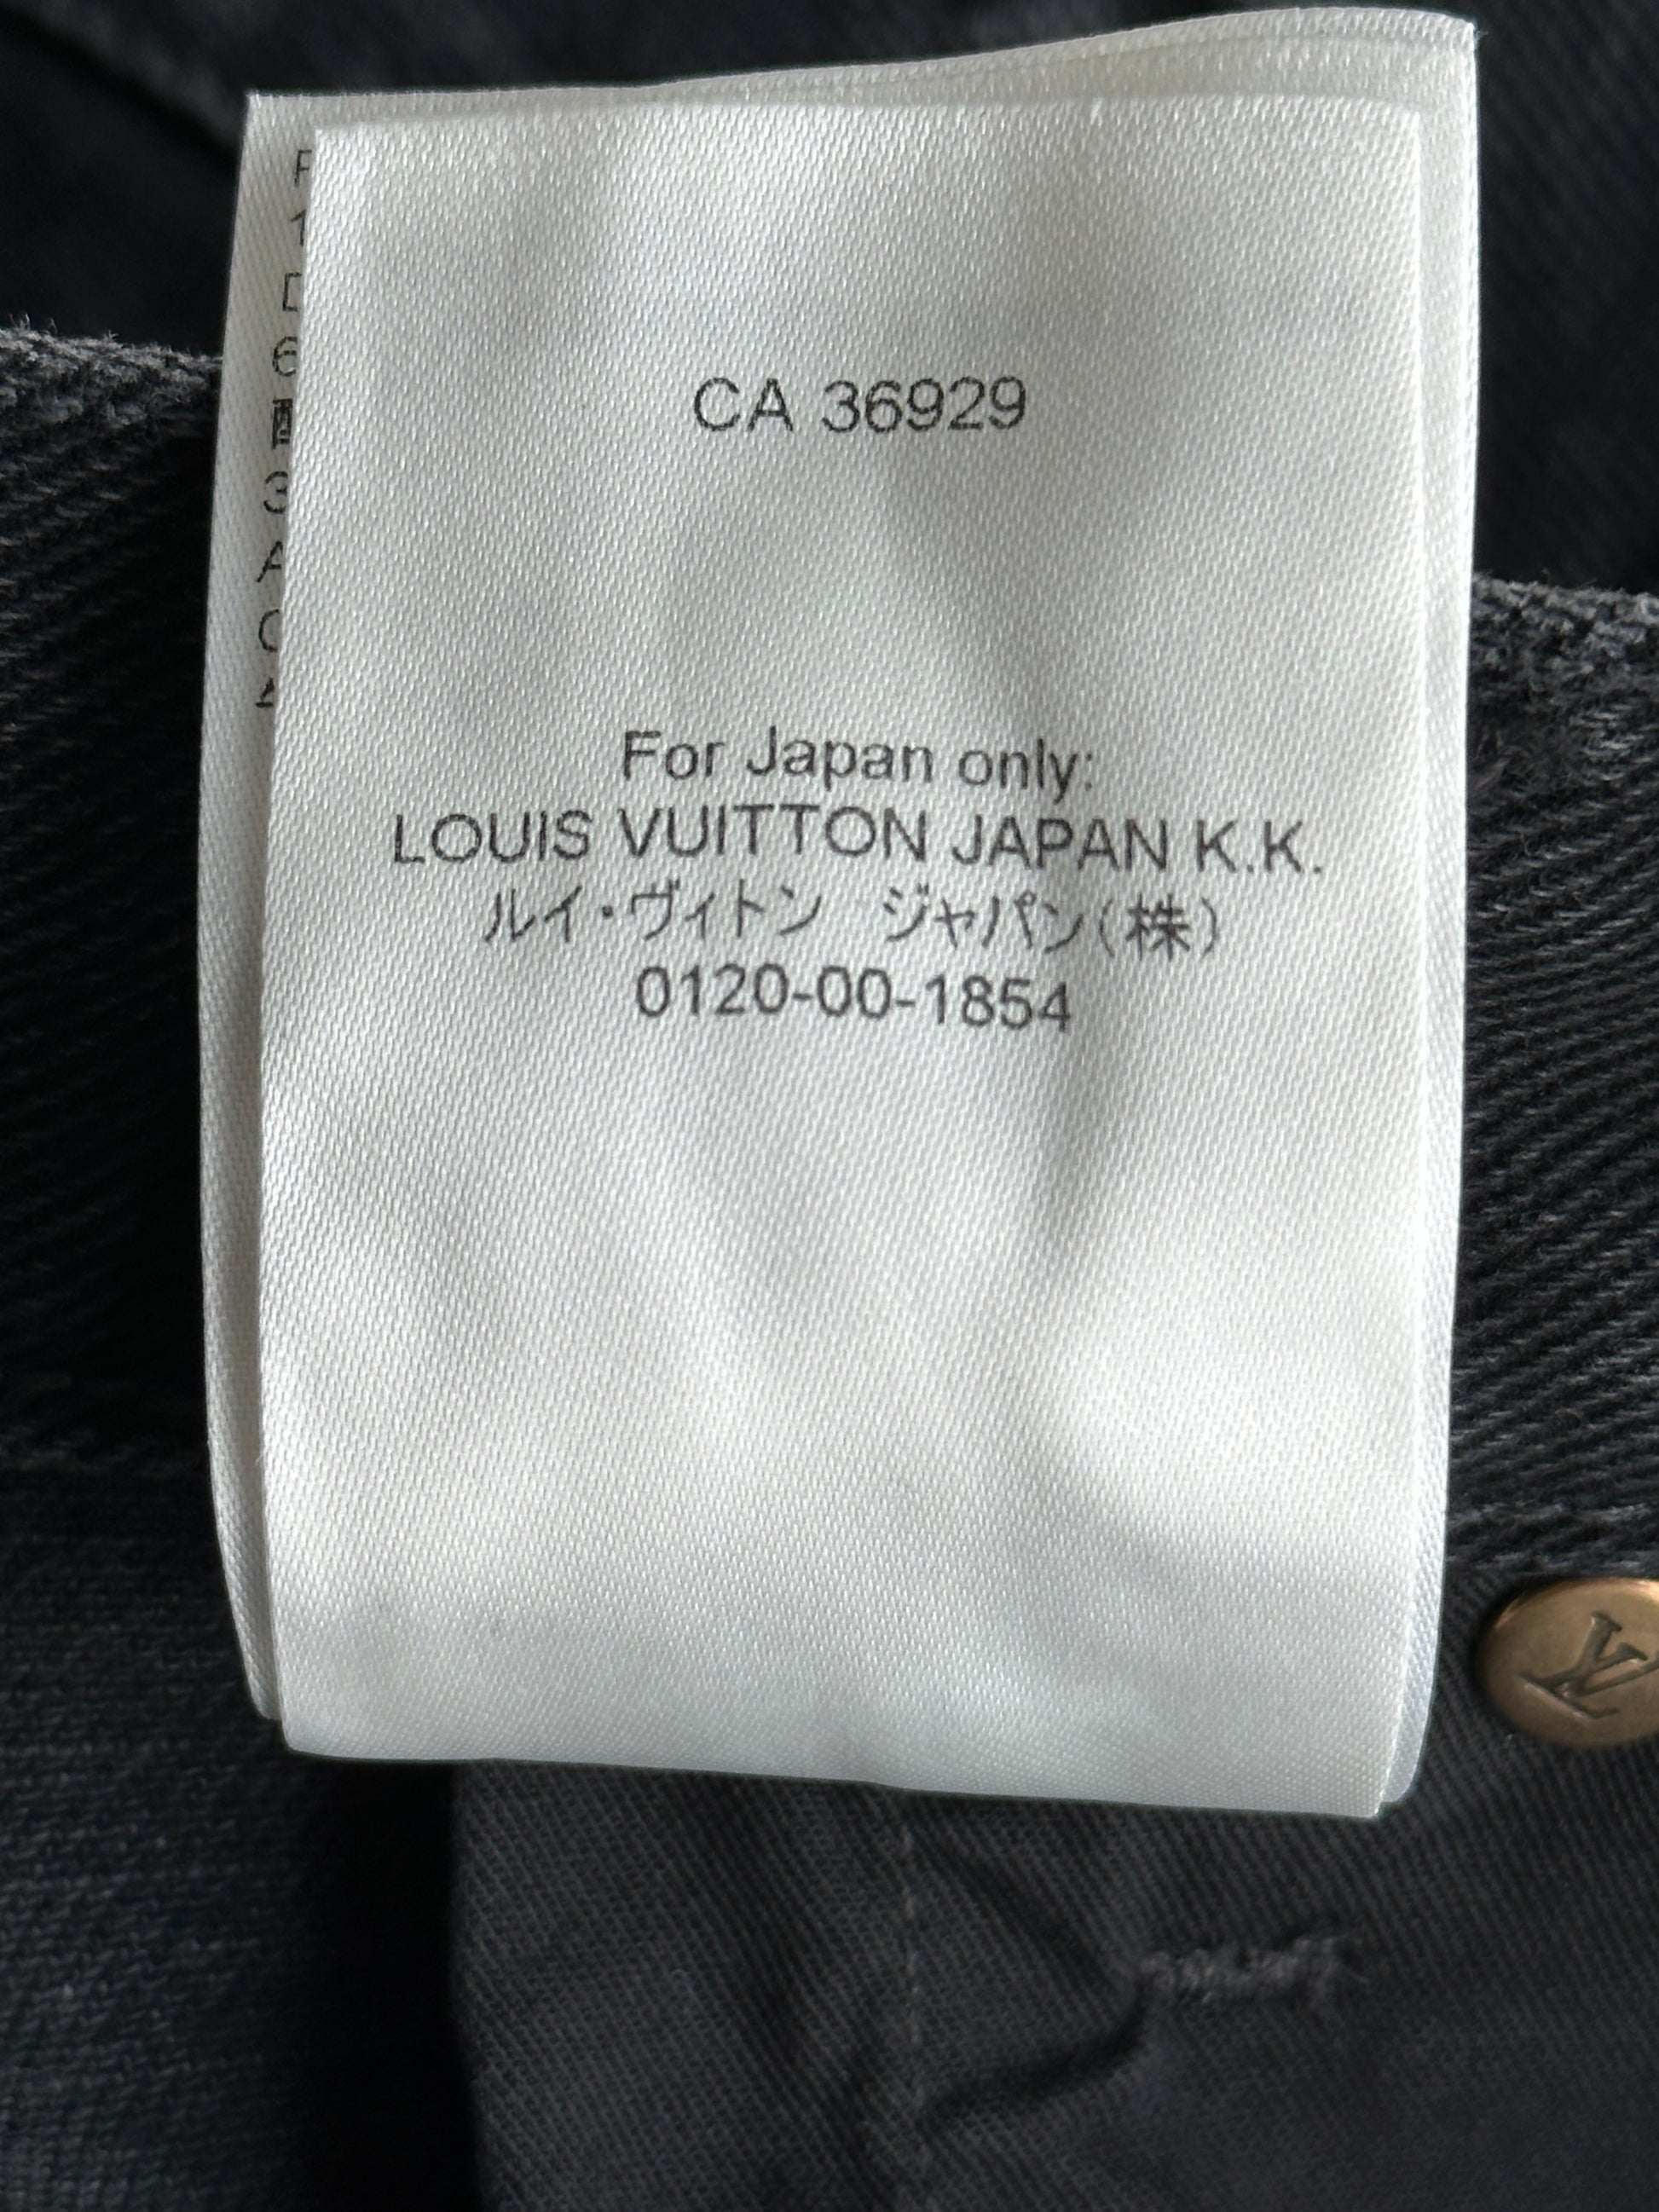 CA 36929
For Japan only:
LOUIS VUITTON JAPAN K.K.
ルイ・ヴィトン　ジャパン(株)
0120-00-1854
LV